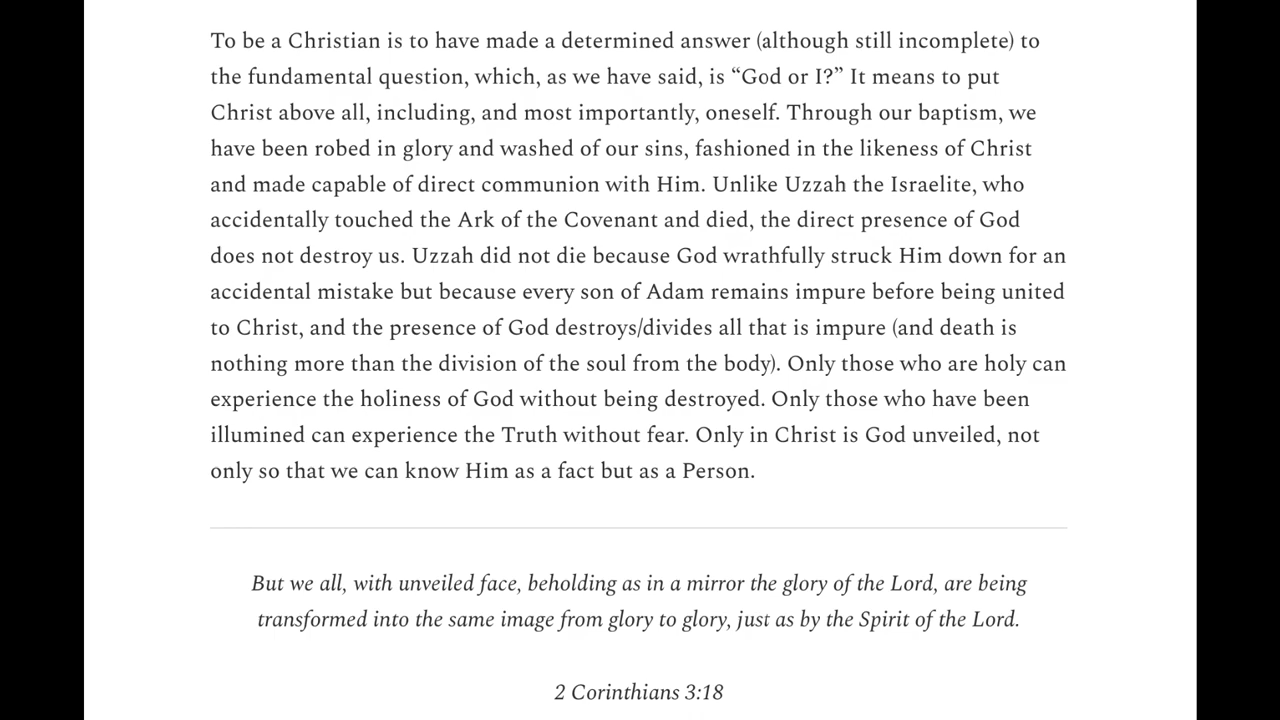 To be a Christian is to have made a determined answer (although still incomplete) to
the fundamental question, which, as we have said, is “God or I?” It means to put
Christ above all, including, and most importantly, oneself. Through our baptism, we
have been robed in glory and washed of our sins, fashioned in the likeness of Christ
and made capable of direct communion with Him. Unlike Uzzah the Israelite, who
accidentally touched the Ark of the Covenant and died, the direct presence of God
does not destroy us. Uzzah did not die because God wrathfully struck Him down for an
accidental mistake but because every son of Adam remains impure before being united
to Christ, and the presence of God destroys/divides all that is impure (and death is
nothing more than the division of the soul from the body). Only those who are holy can
experience the holiness of God without being destroyed. Only those who have been
illumined can experience the Truth without fear. Only in Christ is God unveiled, not
only so that we can know Him as a fact but as a Person.
But we all, with unveiled face, beholding as in a mirror the glory of the Lord, are being
transformed into the same image from glory to glory, just as by the Spirit of the Lord.
2 Corinthians 3:18